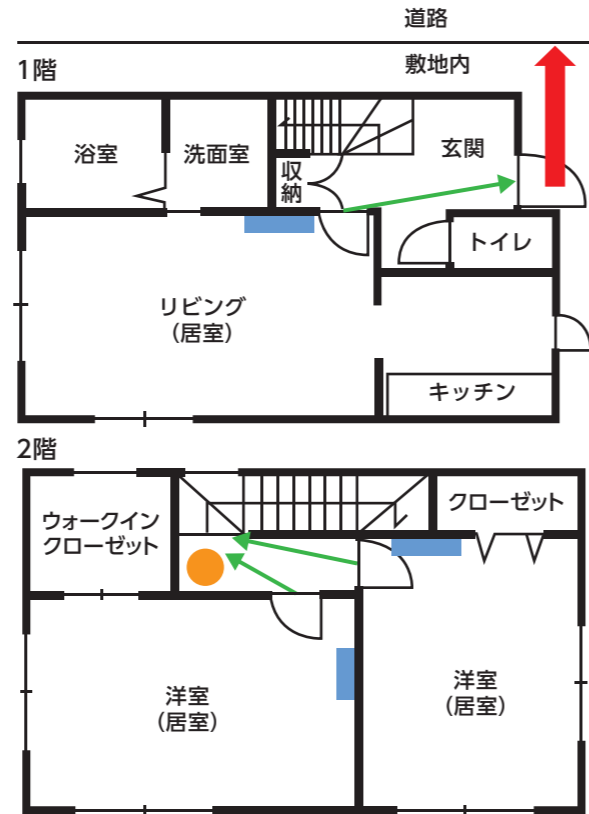 道路
1階
敷地内
浴室
洗面室
収
納
玄関
トイレ
リビング
(居室)
キッチン
2階
ウォークイン
クローゼット
クローゼット
洋室
(居室)
洋室
(居室)